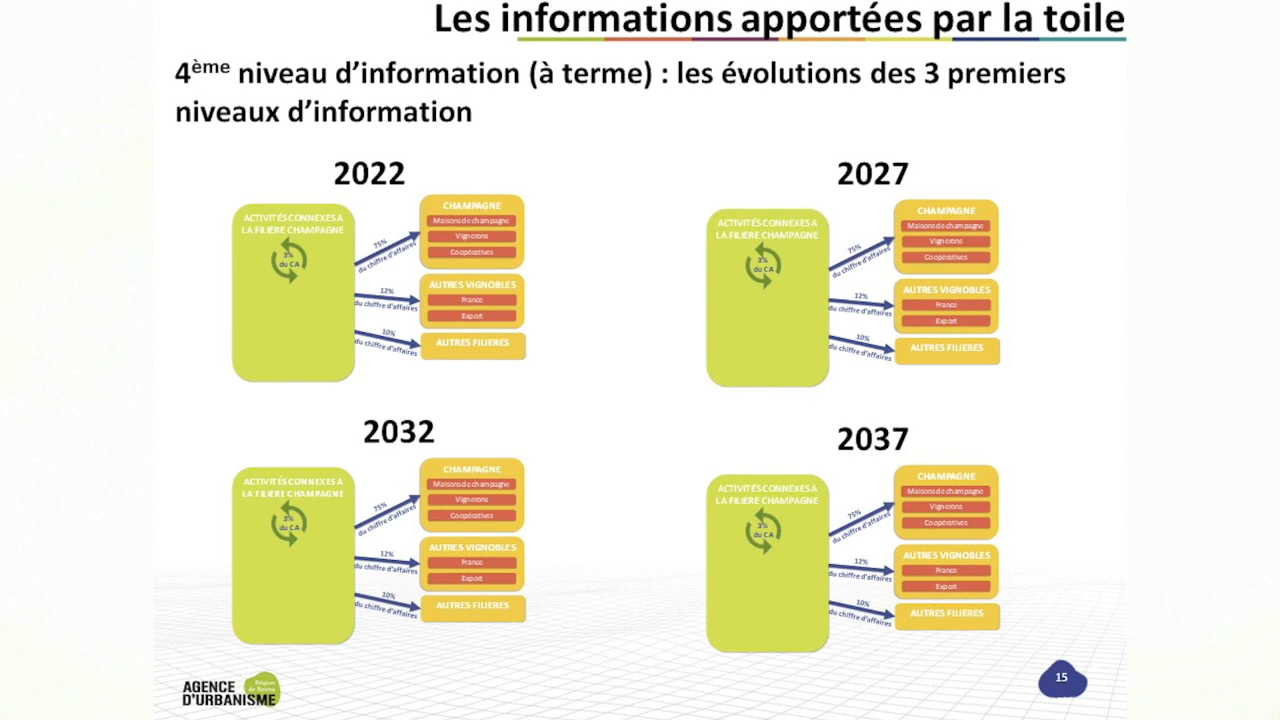 Les informations apportées par la toile
4ème niveau d’information (à terme) : les évolutions des 3 premiers
niveaux d’information
2022
ACTIVITÉS CONNEXES A
LA FILIERE CHAMPAGNE
3%
du CA
75%
du chiffre d’affaires
12%
du chiffre d’affaires
10%
du chiffre d’affaires
CHAMPAGNE
Maisons de champagne
Vignerons
Coopératives
AUTRES VIGNOBLES
France
Export
AUTRES FILIERES
2027
ACTIVITÉS CONNEXES A
LA FILIERE CHAMPAGNE
3%
du CA
75%
du chiffre d’affaires
12%
du chiffre d’affaires
10%
du chiffre d’affaires
CHAMPAGNE
Maisons de champagne
Vignerons
Coopératives
AUTRES VIGNOBLES
France
Export
AUTRES FILIERES
2032
ACTIVITÉS CONNEXES A
LA FILIERE CHAMPAGNE
3%
du CA
75%
du chiffre d’affaires
12%
du chiffre d’affaires
10%
du chiffre d’affaires
CHAMPAGNE
Maisons de champagne
Vignerons
Coopératives
AUTRES VIGNOBLES
France
Export
AUTRES FILIERES
2037
ACTIVITÉS CONNEXES A
LA FILIERE CHAMPAGNE
3%
du CA
75%
du chiffre d’affaires
12%
du chiffre d’affaires
10%
du chiffre d’affaires
CHAMPAGNE
Maisons de champagne
Vignerons
Coopératives
AUTRES VIGNOBLES
France
Export
AUTRES FILIERES
AGENCE
D’URBANISME
Région
de Reims
15